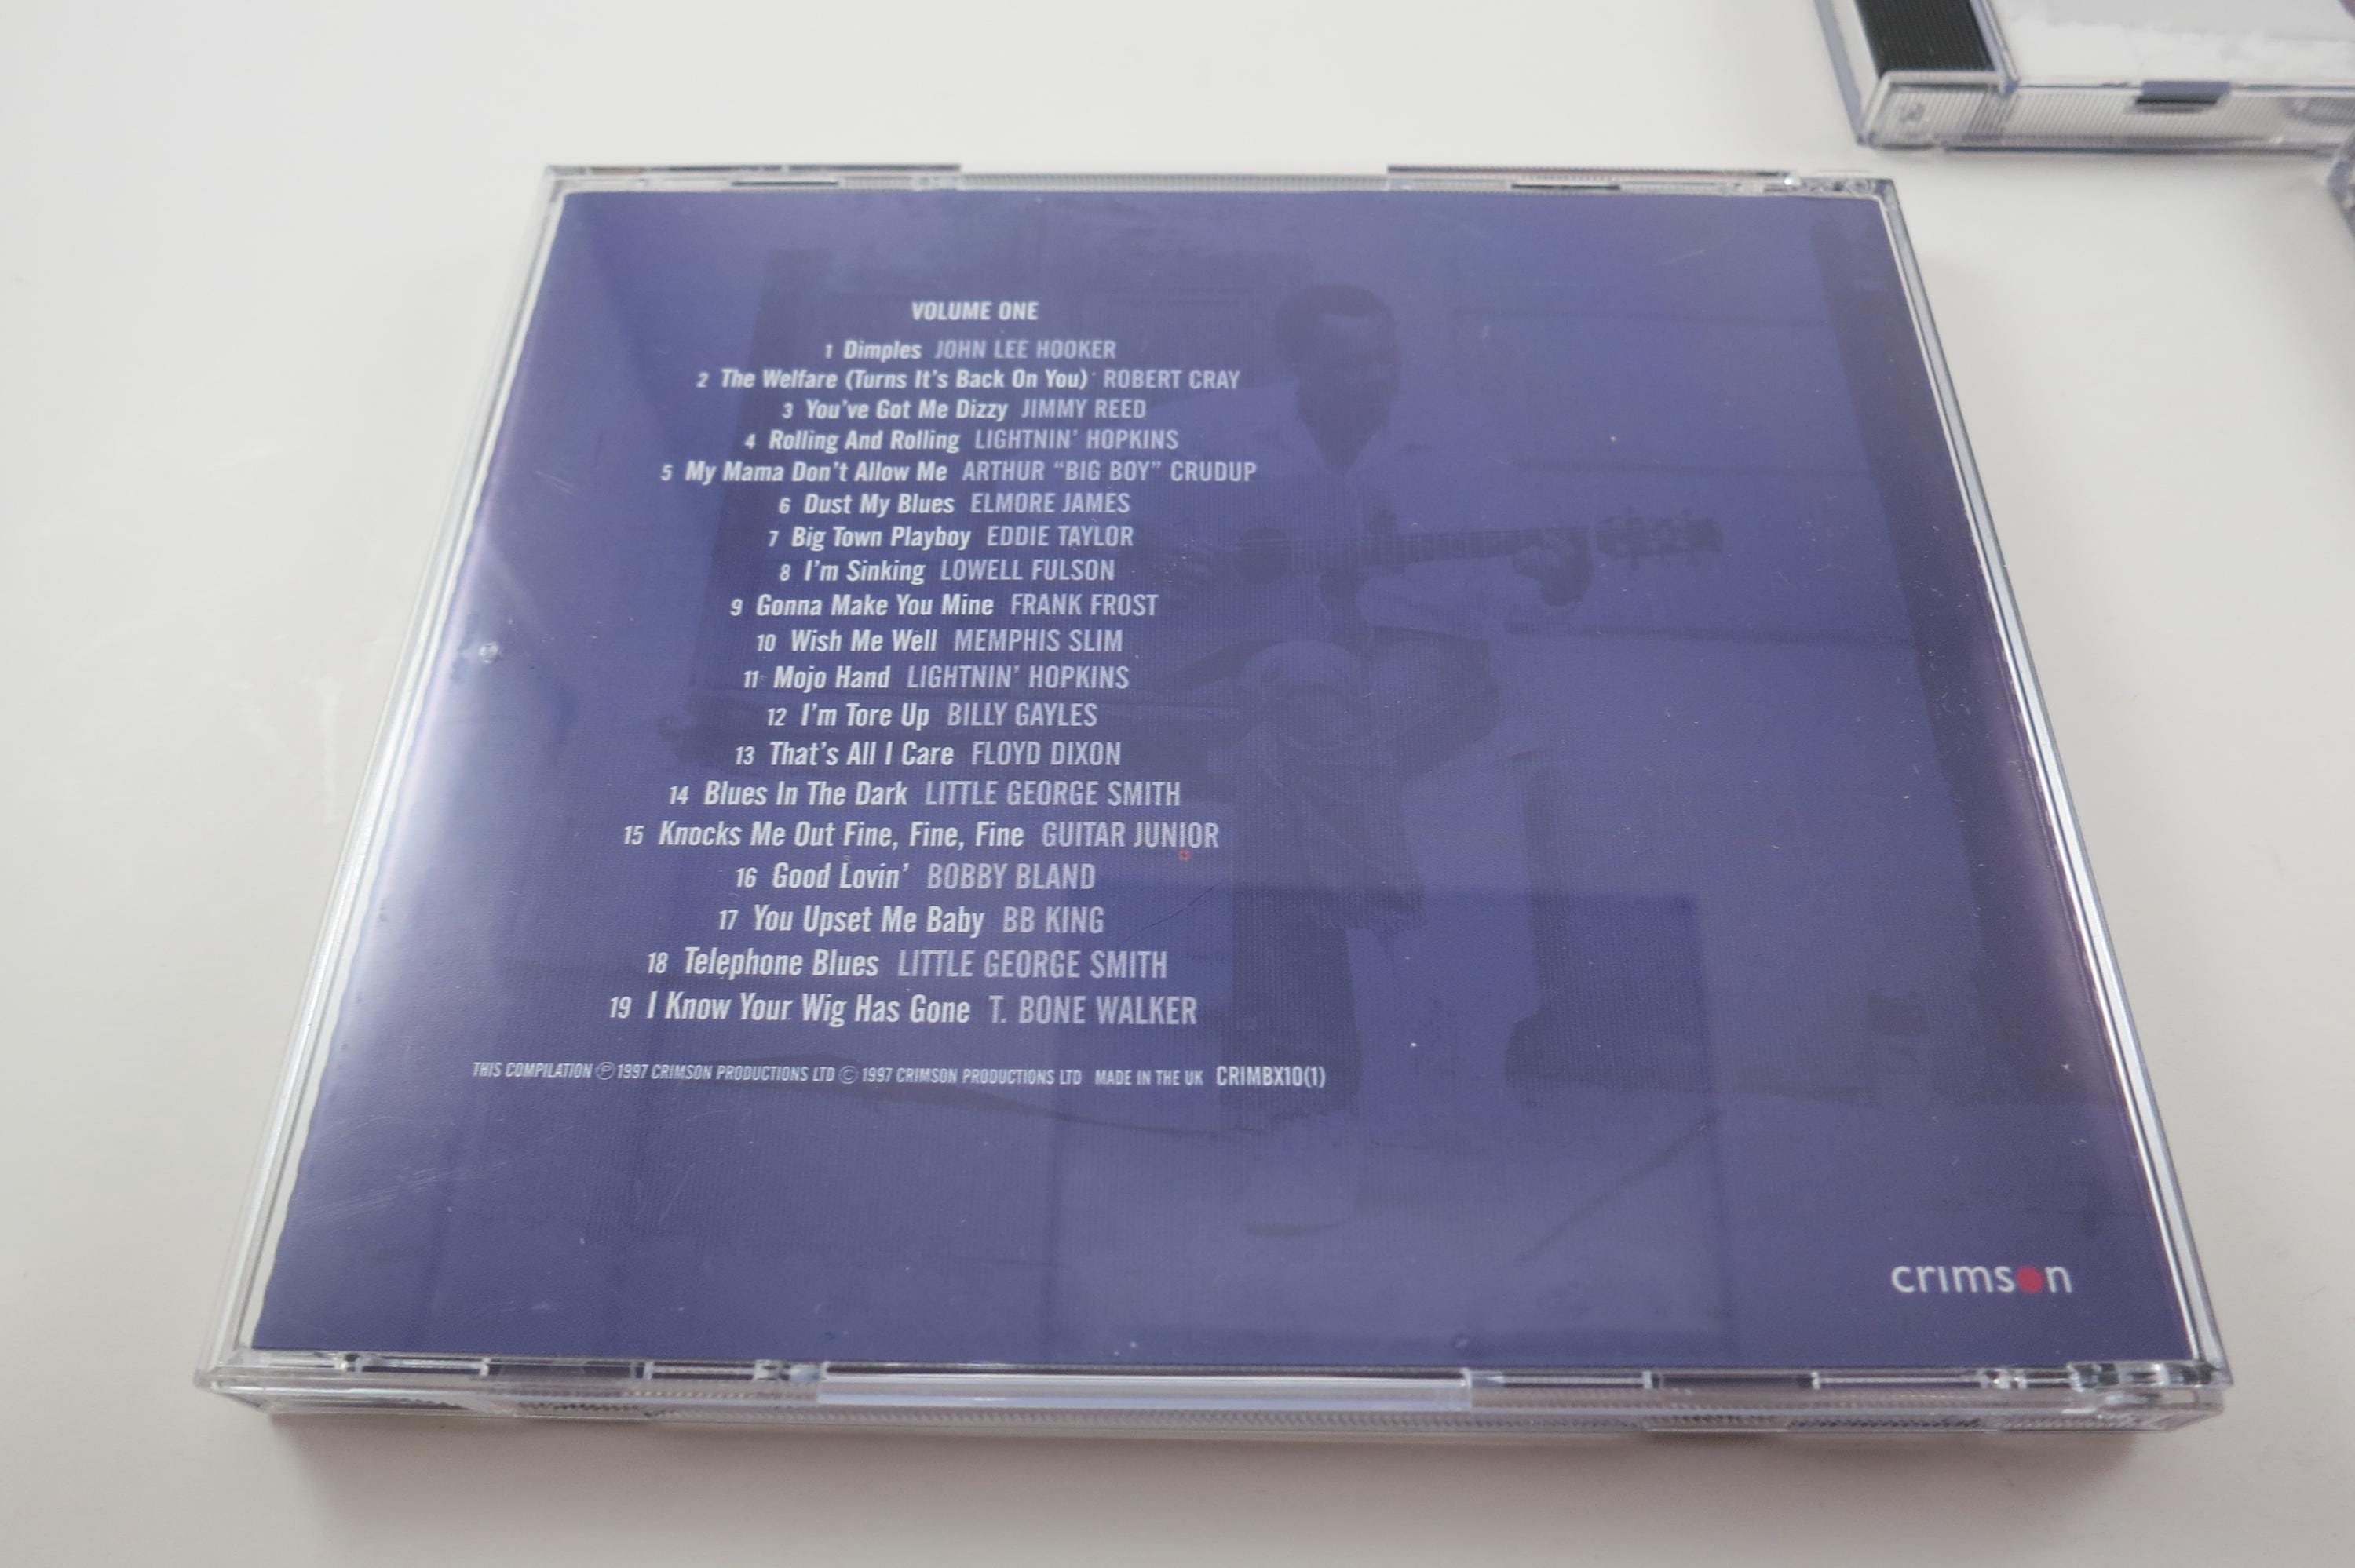 VOLUME ONE
1 Dimples JOHN LEE HOOKER
2 The Welfare (Turns It's Back On You) ROBERT CRAY
3 You've Got Me Dizzy JIMMY REED
4 Rolling And Rolling LIGHTNIN' HOPKINS
5 My Mama Don't Allow Me ARTHUR “BIG BOY” CRUDUP
6 Dust My Blues ELMORE JAMES
7 Big Town Playboy EDDIE TAYLOR
8 I'm Sinking LOWELL FULSON
9 Gonna Make You Mine FRANK FROST
10 Wish Me Well MEMPHIS SLIM
11 Mojo Hand LIGHTNIN' HOPKINS
12 I'm Tore Up BILLY GAYLES
13 That's All I Care FLOYD DIXON
14 Blues In The Dark LITTLE GEORGE SMITH
15 Knocks Me Out Fine, Fine, Fine GUITAR JUNIOR
16 Good Lovin' BOBBY BLAND
17 You Upset Me Baby BB KING
18 Telephone Blues LITTLE GEORGE SMITH
19 I Know Your Wig Has Gone T. BONE WALKER
THIS COMPILATION ℗ 1997 CRIMSON PRODUCTIONS LTD © 1997 CRIMSON PRODUCTIONS LTD MADE IN THE UK CRIMBX10(1)
crimson